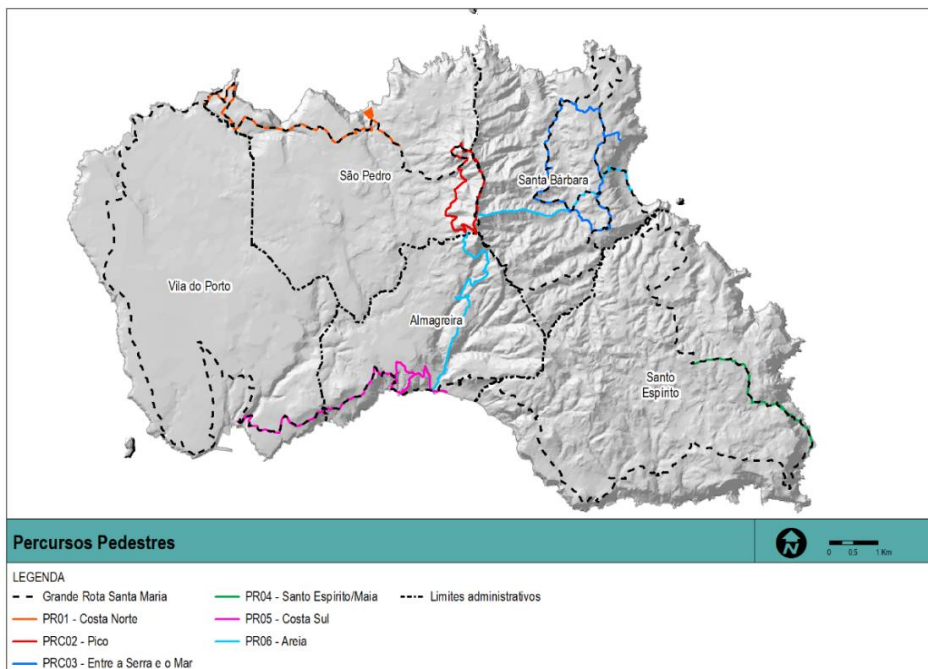 São Pedro
Santa Bárbara
Vila do Porto
Almagreira
Santo
Espírito
Percursos Pedestres
N
0 0.5 1 Km
LEGENDA
Grande Rota Santa Maria
PR01 - Costa Norte
PRC02 - Pico
PRC03 - Entre a Serra e o Mar
PR04 - Santo Espírito/Maia
PR05 - Costa Sul
PR06 - Areia
Limites administrativos